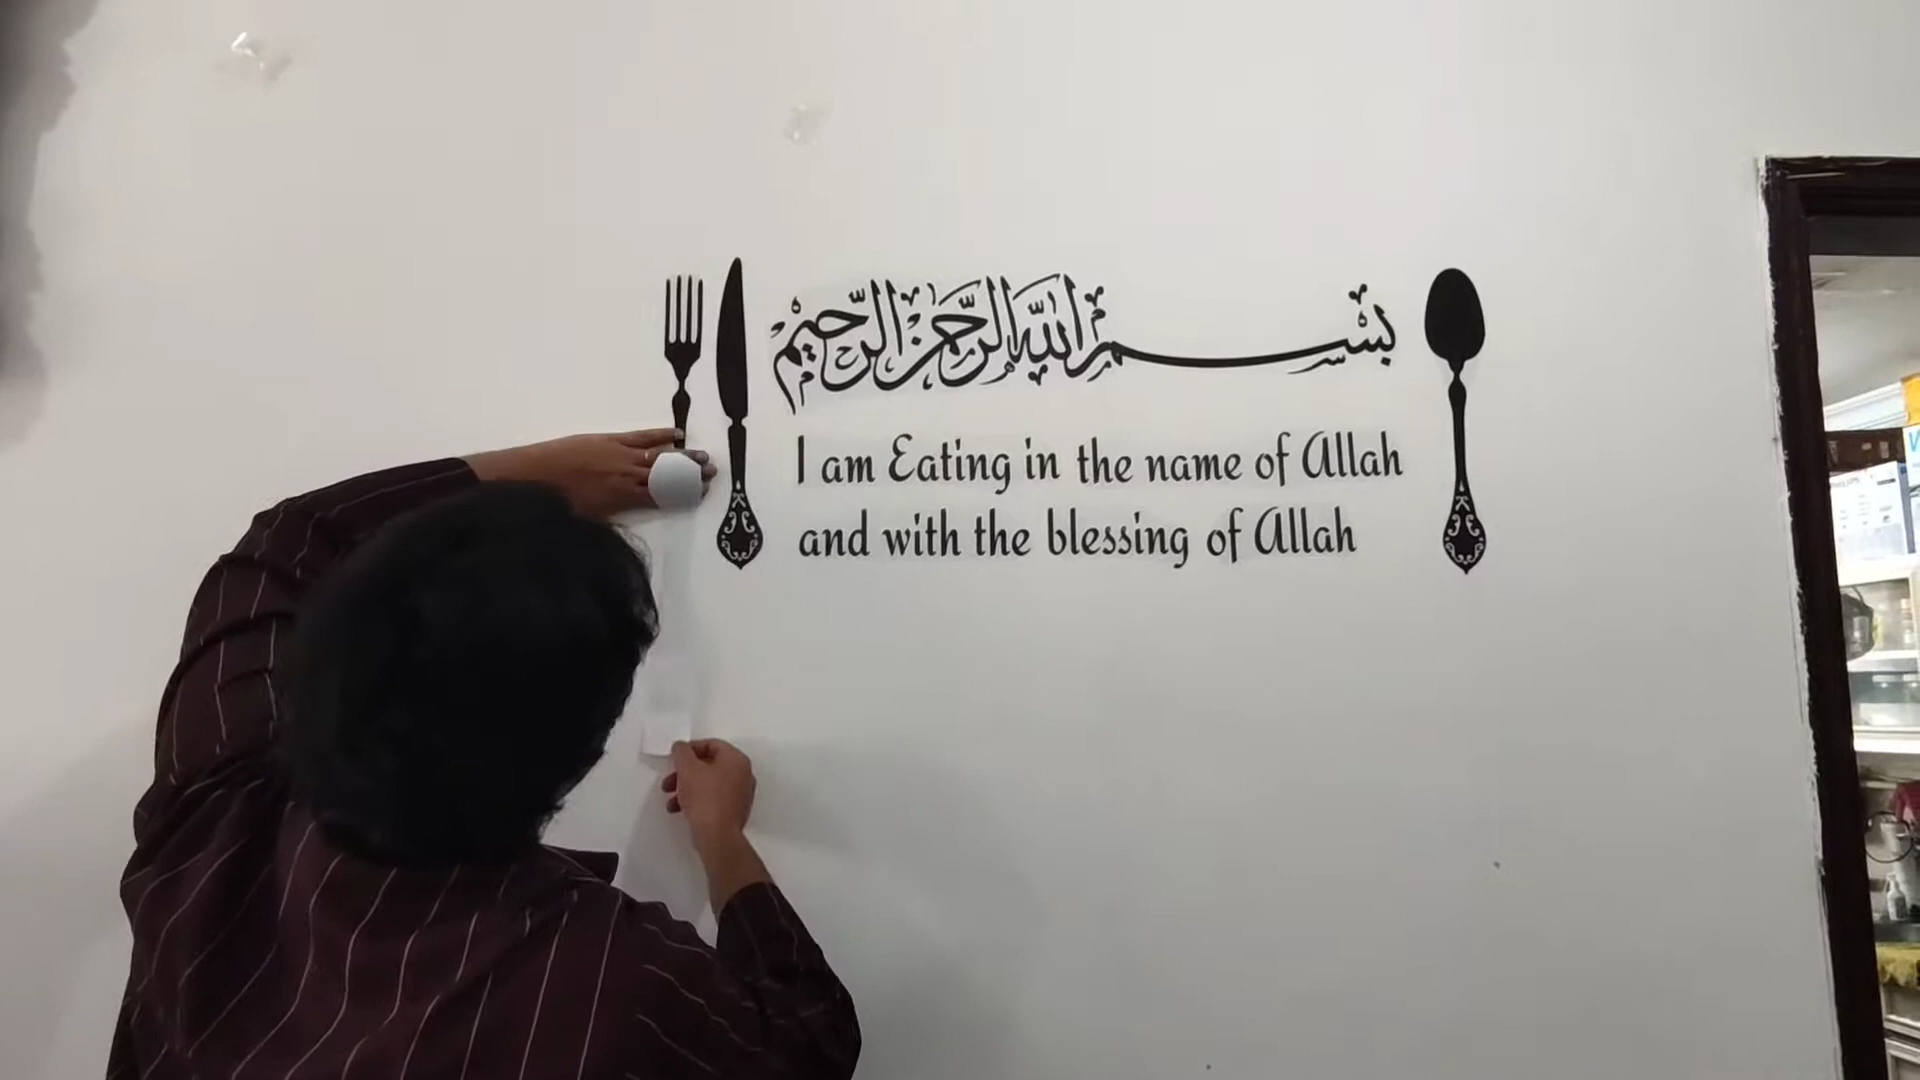 بسم الله الرحمن الرحيم
I am Eating in the name of Allah
and with the blessing of Allah